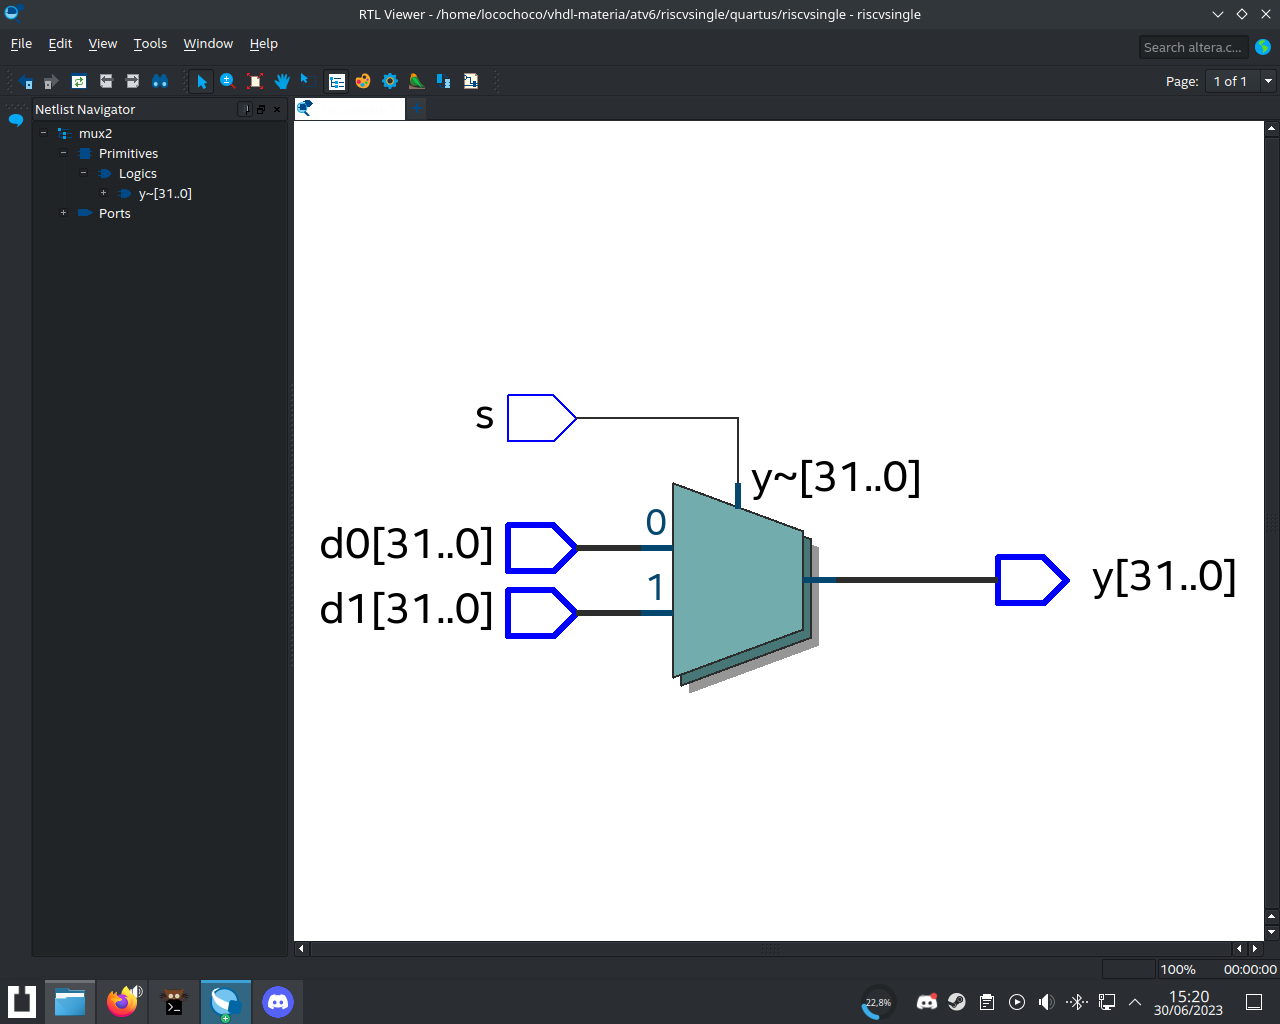 RTL Viewer - /home/locochoco/vhdl-materia/atv6/riscvsingle/quartus/riscvsingle - riscvsingle
File Edit View Tools Window Help
Search altera.c...
Page: 1 of 1
Netlist Navigator
mux2
Primitives
Logics
y~[31..0]
Ports
s
y~[31..0]
0
d0[31..0]
1
d1[31..0]
y[31..0]
100% 00:00:00
22,8%
15:20
30/06/2023